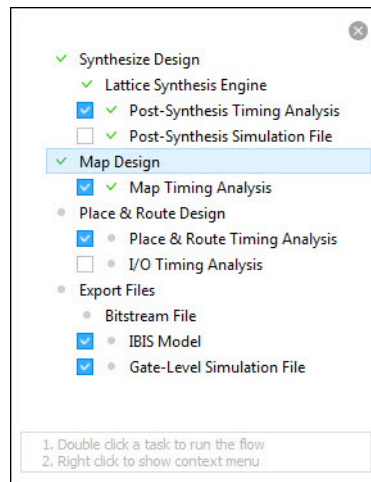 Synthesize Design
Lattice Synthesis Engine
Post-Synthesis Timing Analysis
Post-Synthesis Simulation File
Map Design
Map Timing Analysis
Place & Route Design
Place & Route Timing Analysis
I/O Timing Analysis
Export Files
Bitstream File
IBIS Model
Gate-Level Simulation File
1. Double click a task to run the flow
2. Right click to show context menu